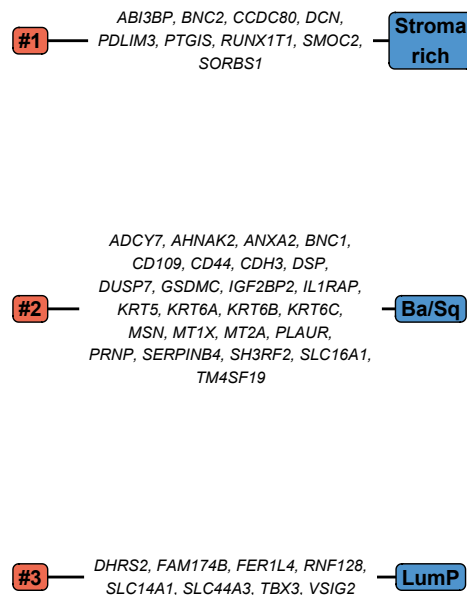 ABI3BP, BNC2, CCDC80, DCN,
#1 PDLIM3, PTGIS, RUNX1T1, SMOC2, Stroma rich
SORBS1
ADCY7, AHNAK2, ANXA2, BNC1,
CD109, CD44, CDH3, DSP,
DUSP7, GSDMC, IGF2BP2, IL1RAP,
#2 KRT5, KRT6A, KRT6B, KRT6C, Ba/Sq
MSN, MT1X, MT2A, PLAUR,
PRNP, SERPINB4, SH3RF2, SLC16A1,
TM4SF19
#3 DHRS2, FAM174B, FER1L4, RNF128, LumP
SLC14A1, SLC44A3, TBX3, VSIG2